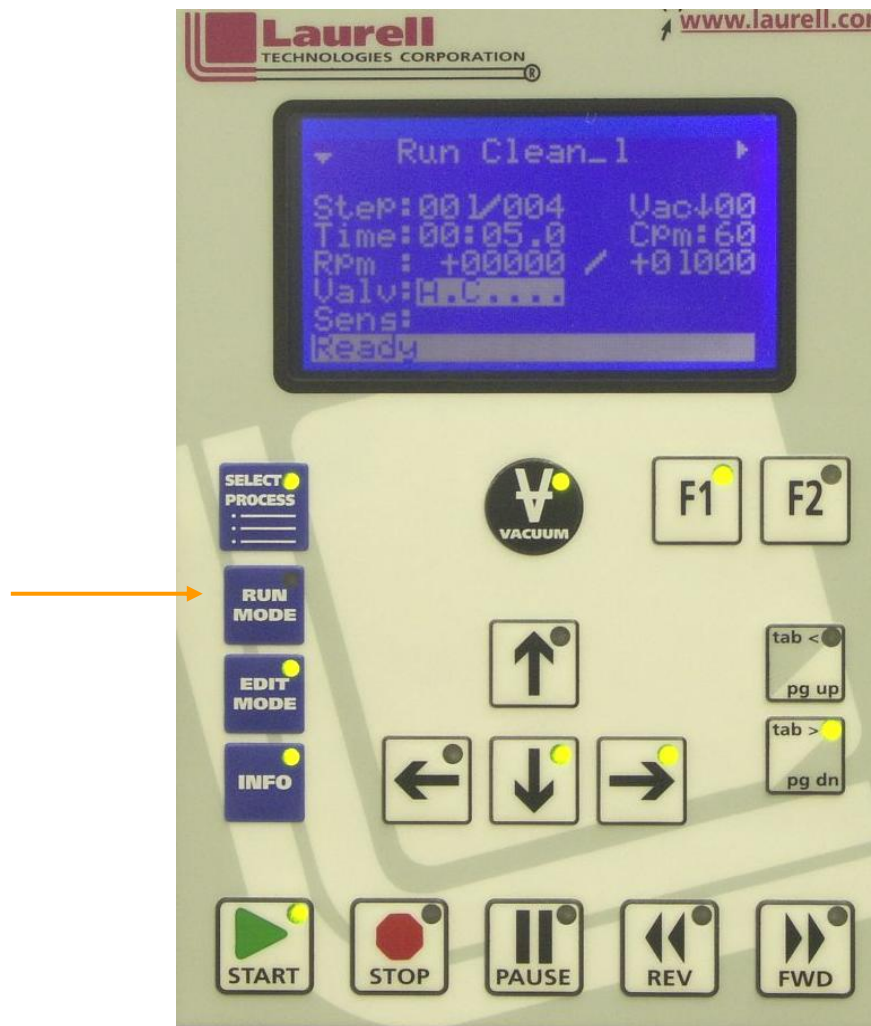 Laurell
TECHNOLOGIES CORPORATION
®
www.laurell.co
Run Clean_1
Step:001/004 Vac↓00
Time:00:05.0 Cpm:60
Rpm : +00000 / +01000
Valv:A.C....
Sens:
Ready
SELECT
PROCESS
VACUUM
F1
F2
RUN
MODE
tab <
pg up
EDIT
MODE
tab >
pg dn
INFO
START
STOP
PAUSE
REV
FWD